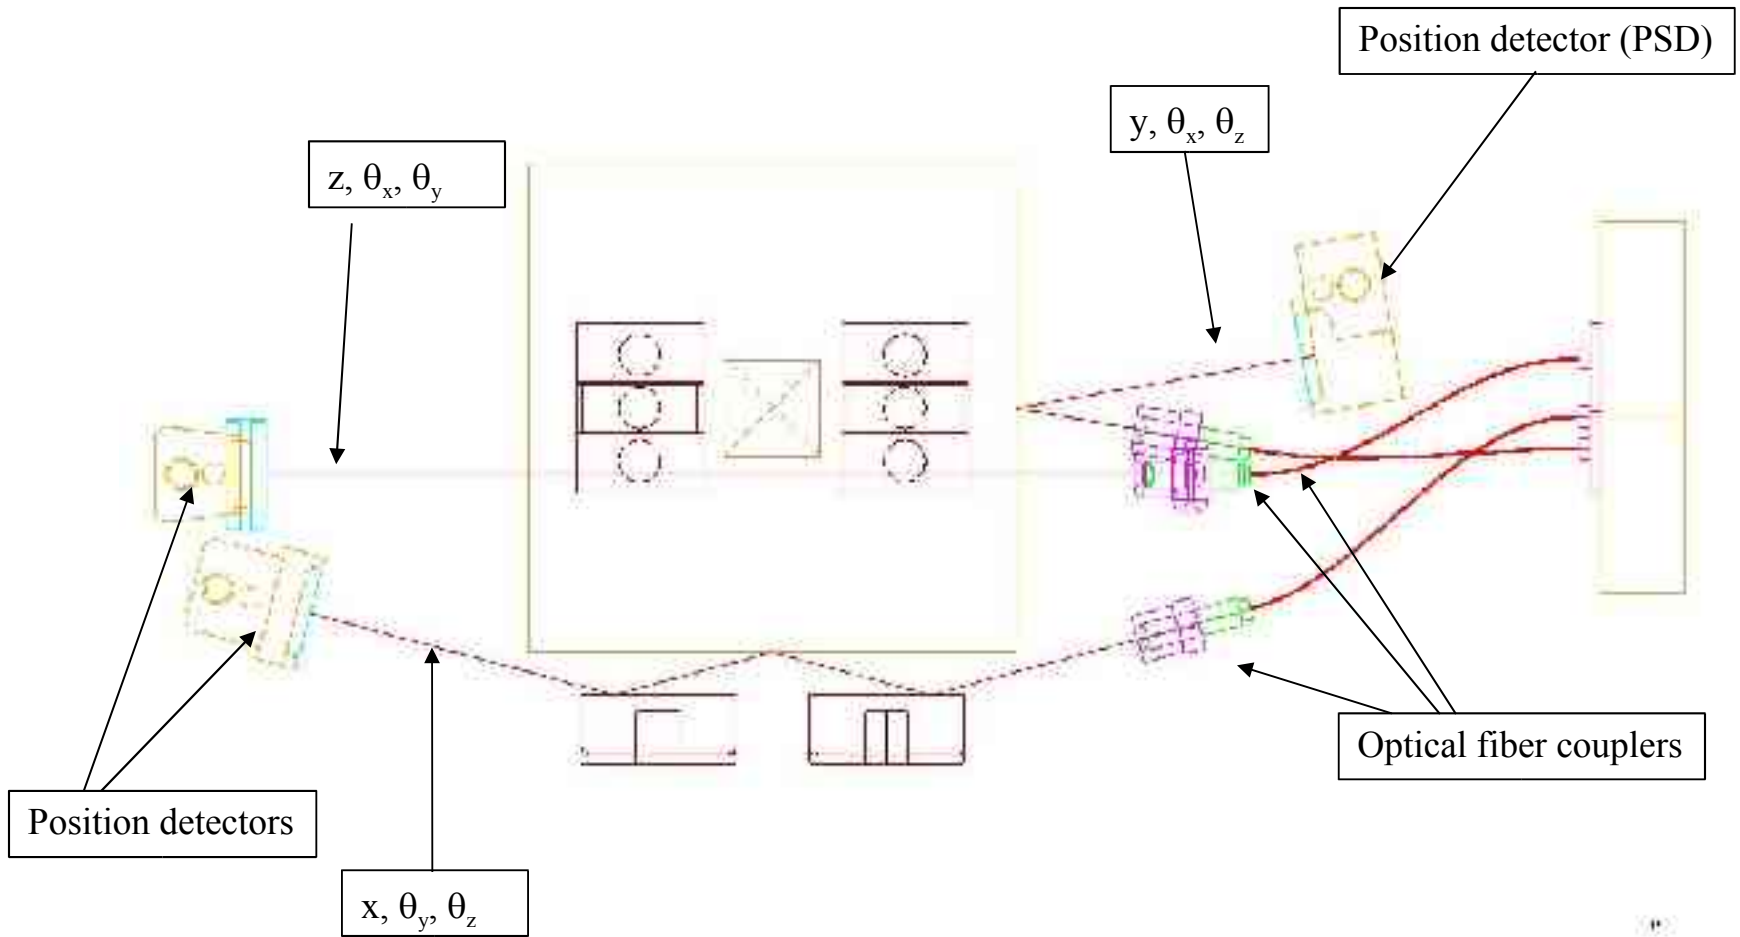 Position detector (PSD)
y, θx, θz
z, θx, θy
Optical fiber couplers
Position detectors
x, θy, θz